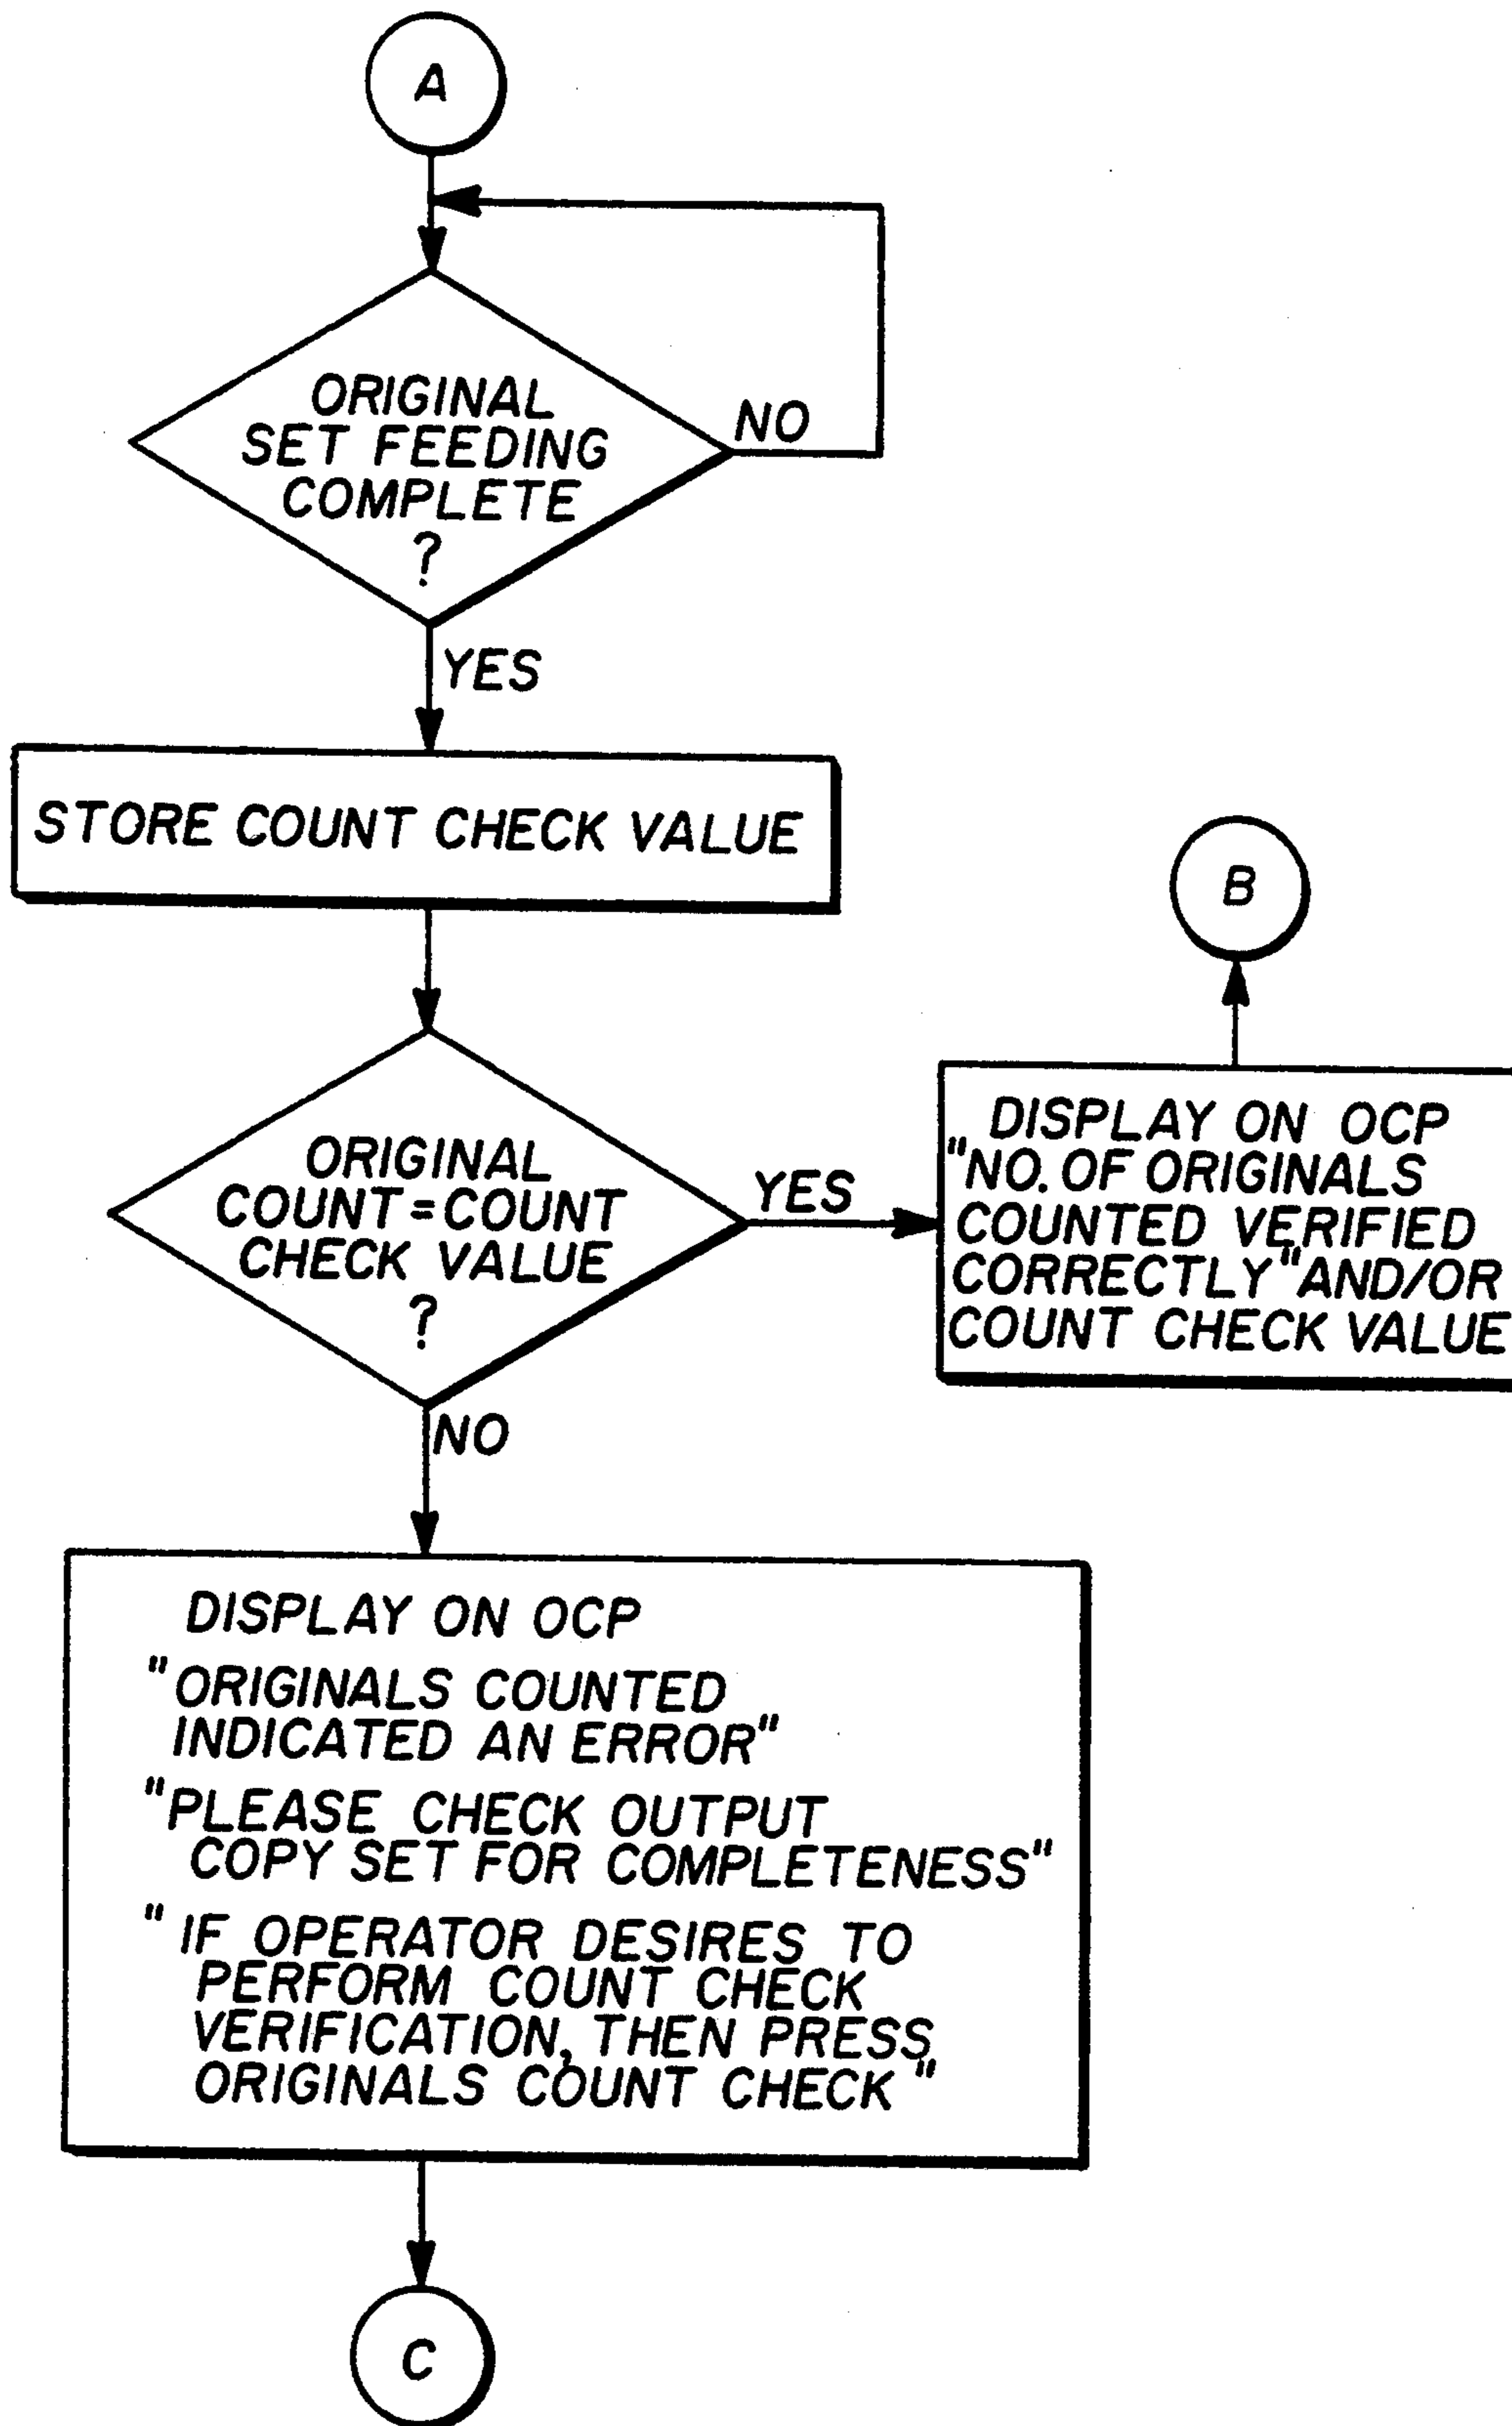 A
ORIGINAL
SET FEEDING
COMPLETE
?
NO
YES
STORE COUNT CHECK VALUE
B
ORIGINAL
COUNT=COUNT
CHECK VALUE
?
YES
DISPLAY ON OCP
"NO. OF ORIGINALS
COUNTED VERIFIED
CORRECTLY" AND/OR
COUNT CHECK VALUE
NO
DISPLAY ON OCP
"ORIGINALS COUNTED
INDICATED AN ERROR"
"PLEASE CHECK OUTPUT
COPY SET FOR COMPLETENESS"
"IF OPERATOR DESIRES TO
PERFORM COUNT CHECK
VERIFICATION, THEN PRESS
ORIGINALS COUNT CHECK"
C